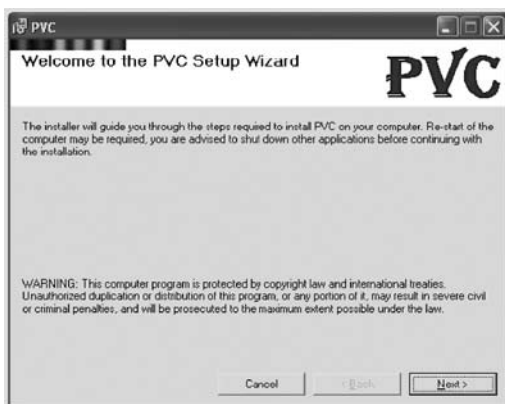 PVC
Welcome to the PVC Setup Wizard
PVC
The installer will guide you through the steps required to install PVC on your computer. Re-start of the
computer may be required, you are advised to shut down other applications before continuing with
the installation.
WARNING: This computer program is protected by copyright law and international treaties.
Unauthorized duplication or distribution of this program, or any portion of it, may result in severe civil
or criminal penalties, and will be prosecuted to the maximum extent possible under the law.
Cancel
< Back
Next >